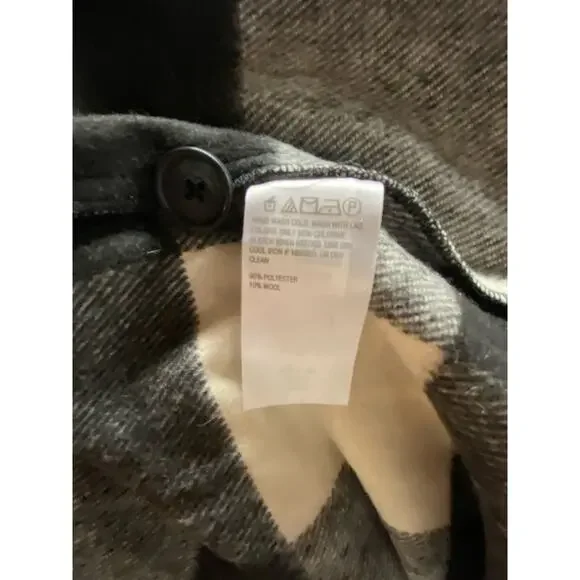 HAND WASH COLD, WASH WITH LIKE
COLORS ONLY NON-CHLORINE
BLEACH WHEN NEEDED, LINE DRY,
COOL IRON IF NEEDED, OR DRY
CLEAN
90% POLYESTER
10% WOOL